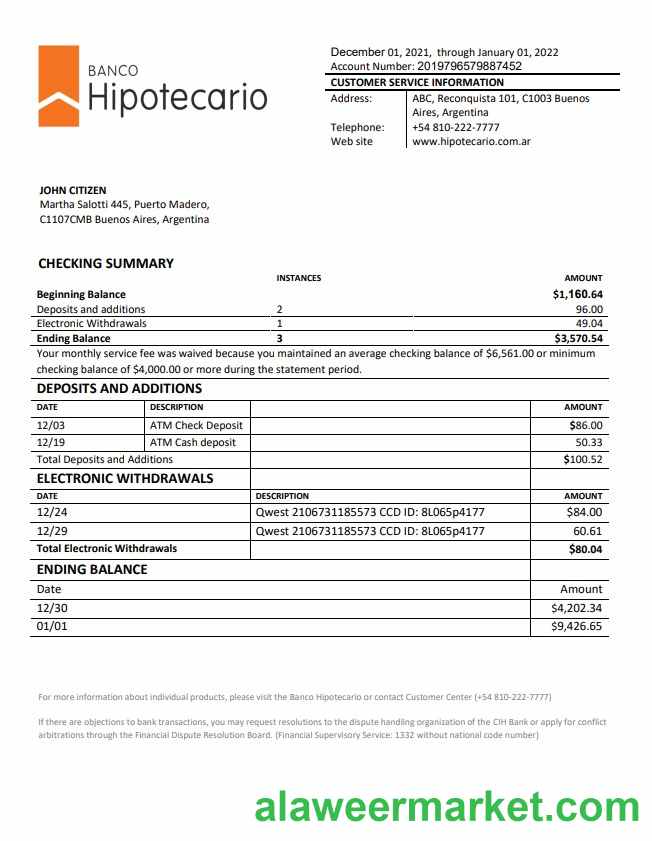 BANCO
Hipotecario
December 01, 2021, through January 01, 2022
Account Number: 2019796579887452
CUSTOMER SERVICE INFORMATION
Address: ABC, Reconquista 101, C1003 Buenos
Aires, Argentina
Telephone: +54 810-222-7777
Web site www.hipotecario.com.ar
JOHN CITIZEN
Martha Salotti 445, Puerto Madero,
C1107CMB Buenos Aires, Argentina
CHECKING SUMMARY
INSTANCES AMOUNT
Beginning Balance $1,160.64
Deposits and additions 2 96.00
Electronic Withdrawals 1 49.04
Ending Balance 3 $3,570.54
Your monthly service fee was waived because you maintained an average checking balance of $6,561.00 or minimum
checking balance of $4,000.00 or more during the statement period.
DEPOSITS AND ADDITIONS
DATE DESCRIPTION AMOUNT
12/03 ATM Check Deposit $86.00
12/19 ATM Cash deposit 50.33
Total Deposits and Additions $100.52
ELECTRONIC WITHDRAWALS
DATE DESCRIPTION AMOUNT
12/24 Qwest 2106731185573 CCD ID: 8L065p4177 $84.00
12/29 Qwest 2106731185573 CCD ID: 8L065p4177 60.61
Total Electronic Withdrawals $80.04
ENDING BALANCE
Date Amount
12/30 $4,202.34
01/01 $9,426.65
For more information about individual products, please visit the Banco Hipotecario or contact Customer Center (+54 810-222-7777)
If there are objections to bank transactions, you may request resolutions to the dispute handling organization of the CIH Bank or apply for conflict
arbitrations through the Financial Dispute Resolution Board. (Financial Supervisory Service: 1332 without national code number)
alaweermarket.com